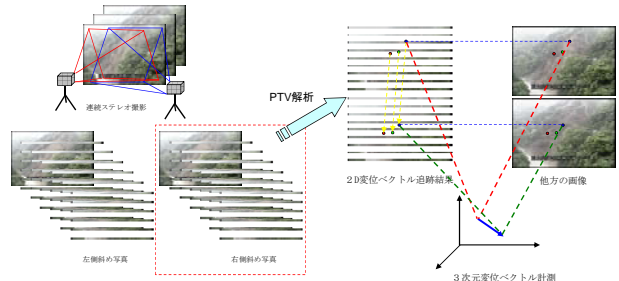 連続ステレオ撮影
PTV解析
左側斜め写真
右側斜め写真
2D変位ベクトル追跡結果
他方の画像
3次元変位ベクトル計測